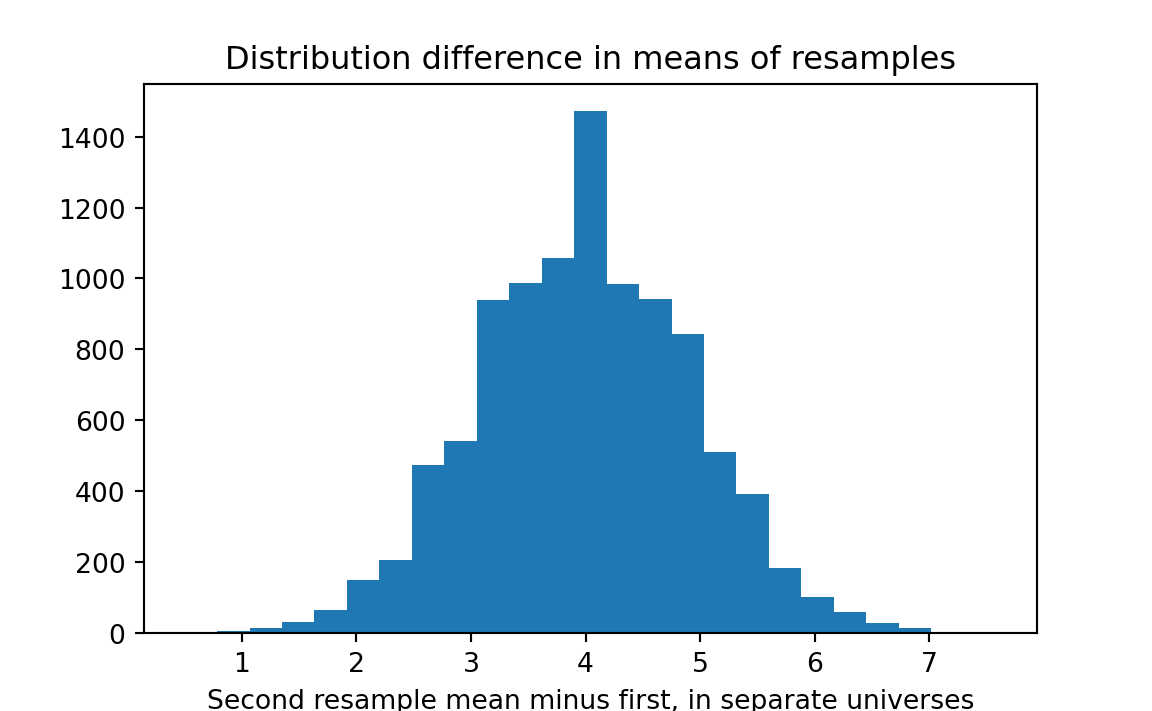 Distribution difference in means of resamples
1400
1200
1000
800
600
400
200
0
1 2 3 4 5 6 7
Second resample mean minus first, in separate universes